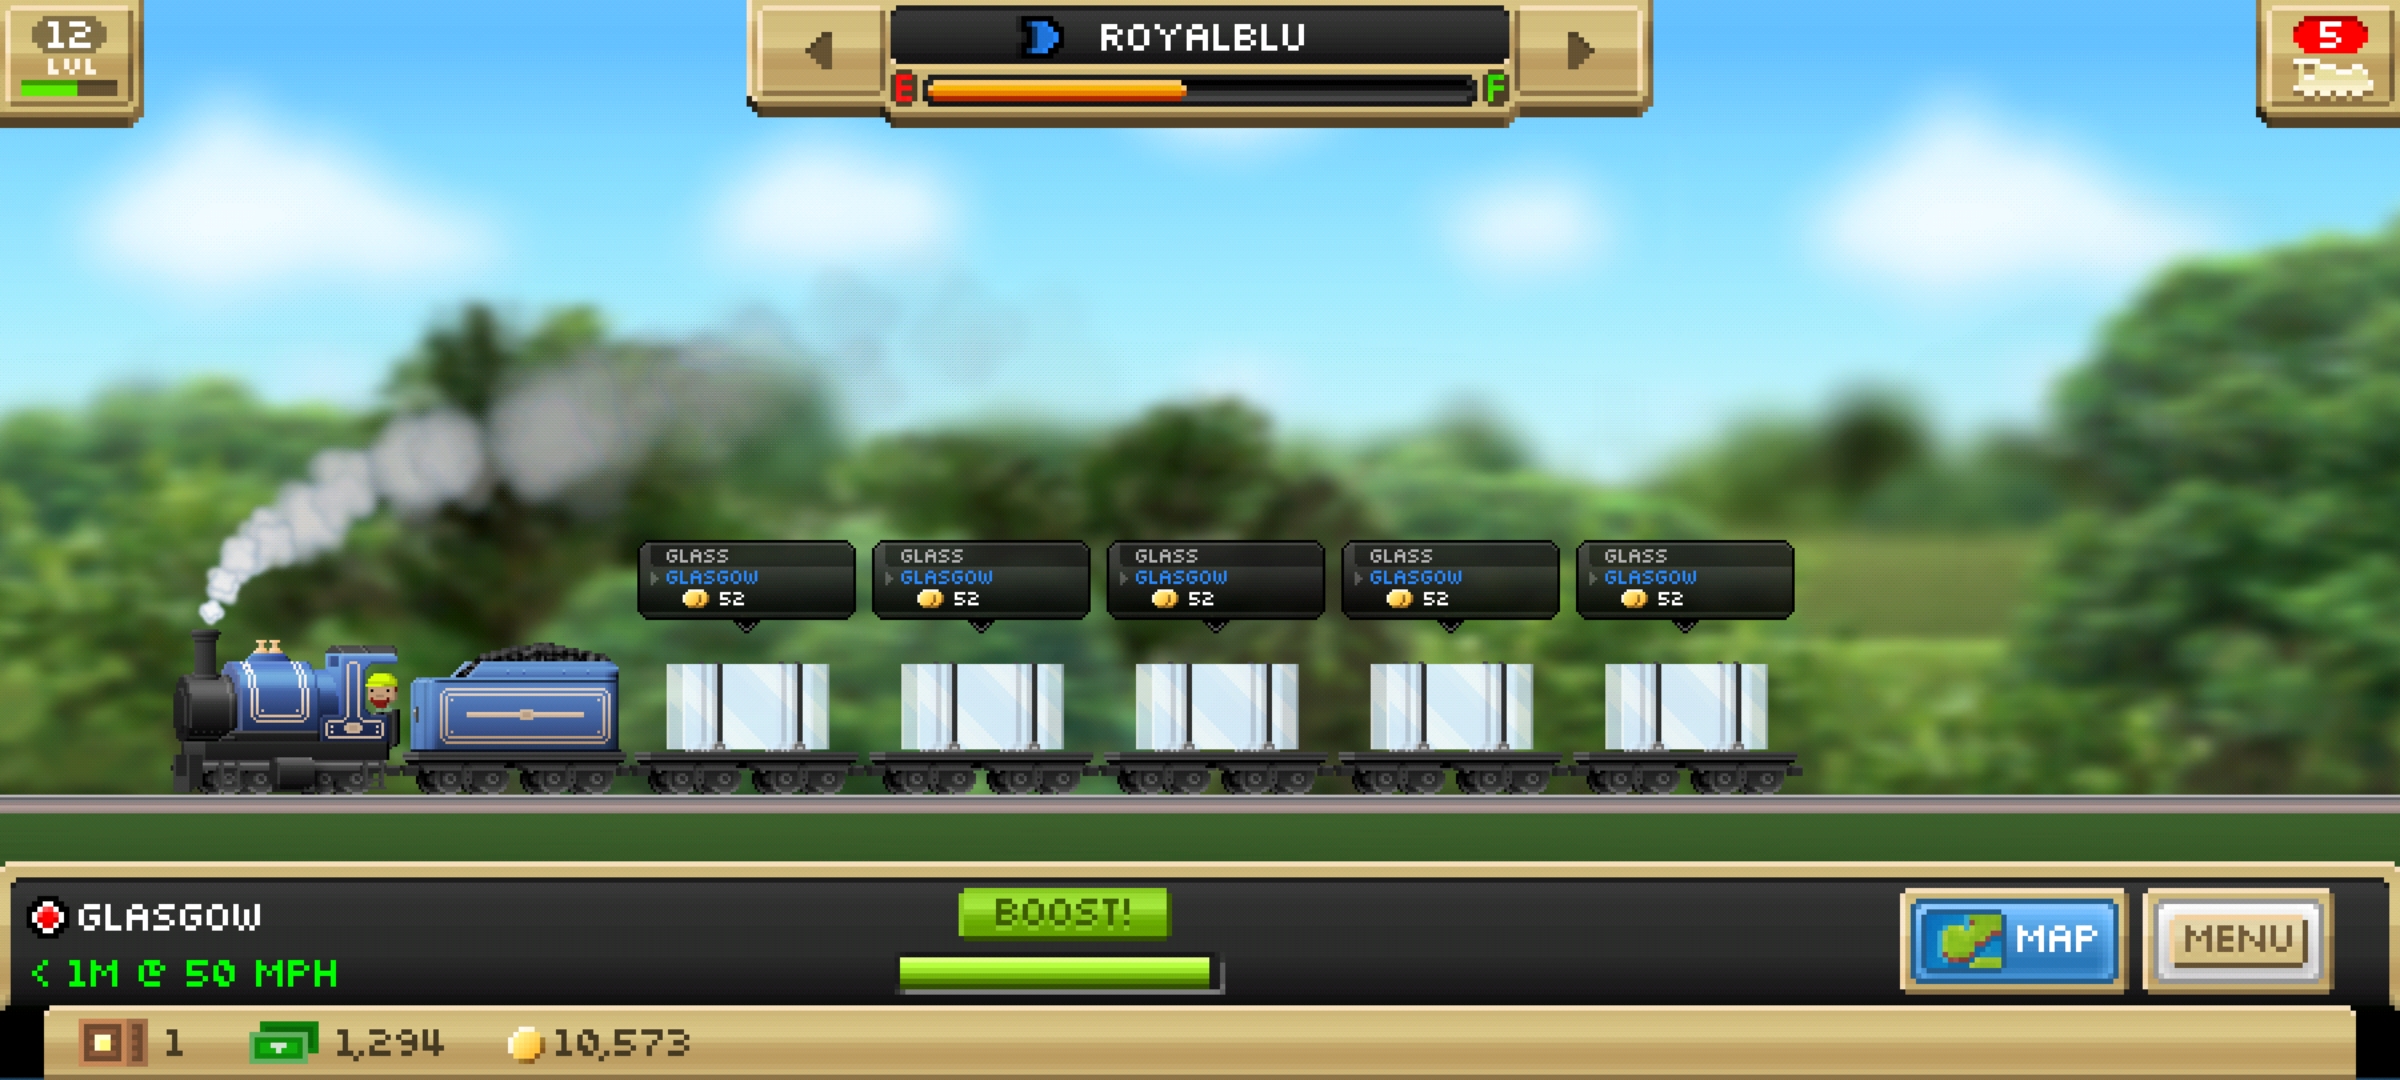 12
LVL
ROYALBLU
E F
5
GLASS
GLASGOW
52
GLASS
GLASGOW
52
GLASS
GLASGOW
52
GLASS
GLASGOW
52
GLASS
GLASGOW
52
GLASGOW
< 1M @ 50 MPH
BOOST!
MAP
MENU
1
1,294
10,573